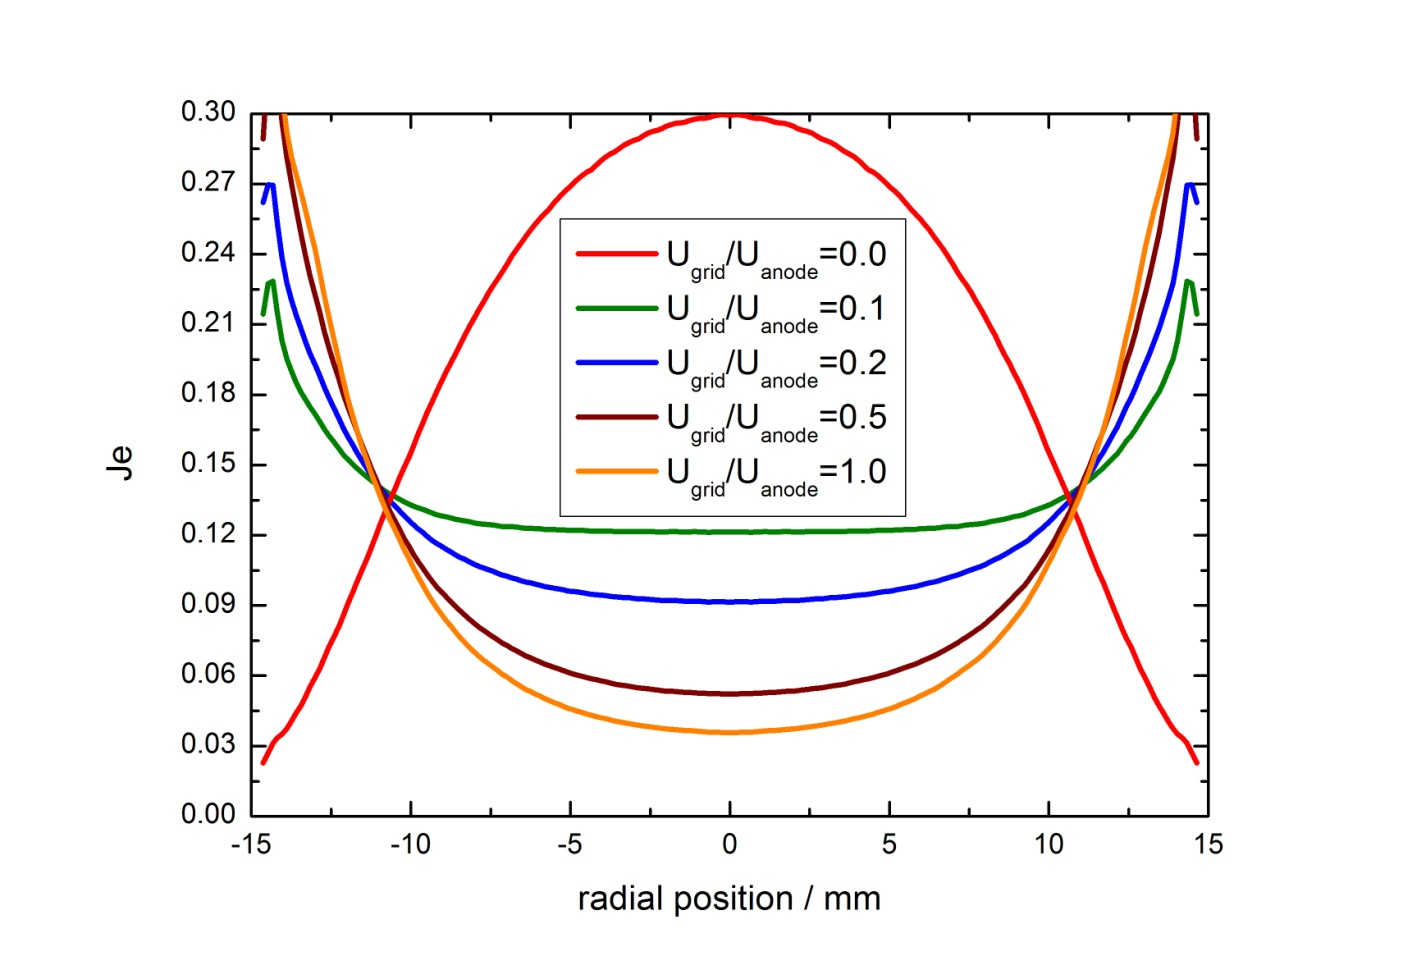 0.30
0.27
0.24
0.21
0.18
0.15
0.12
0.09
0.06
0.03
0.00
Je
Ugrid/Uanode=0.0
Ugrid/Uanode=0.1
Ugrid/Uanode=0.2
Ugrid/Uanode=0.5
Ugrid/Uanode=1.0
-15 -10 -5 0 5 10 15
radial position / mm